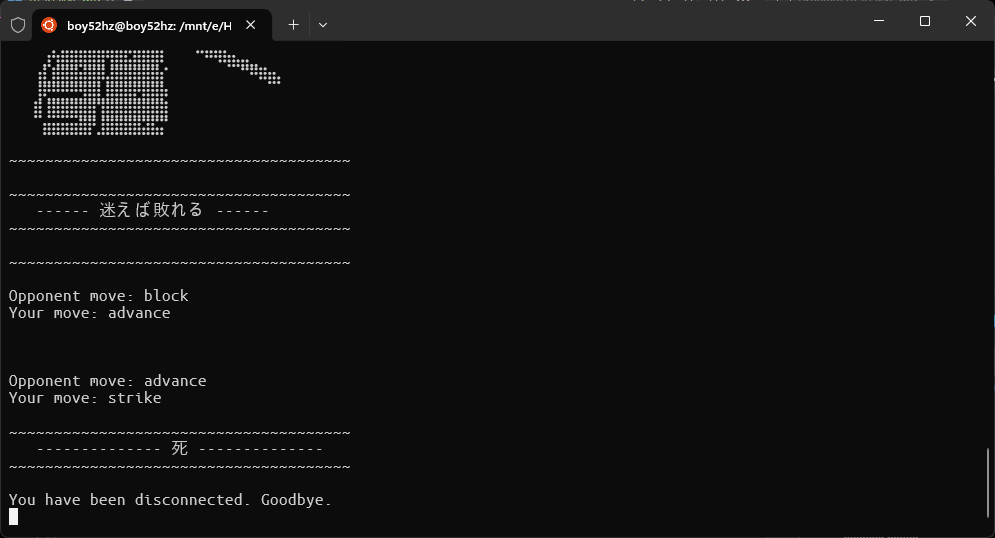 boy52hz@boy52hz: /mnt/e/H
~~~~~~~~~~~~~~~~~~~~~~~~~~~~~~~~~~~~~~
~~~~~~~~~~~~~~~~~~~~~~~~~~~~~~~~~~~~~~
------ 迷えば敗れる ------
~~~~~~~~~~~~~~~~~~~~~~~~~~~~~~~~~~~~~~
~~~~~~~~~~~~~~~~~~~~~~~~~~~~~~~~~~~~~~
Opponent move: block
Your move: advance
Opponent move: advance
Your move: strike
~~~~~~~~~~~~~~~~~~~~~~~~~~~~~~~~~~~~~~
-------------- 死 --------------
~~~~~~~~~~~~~~~~~~~~~~~~~~~~~~~~~~~~~~
You have been disconnected. Goodbye.